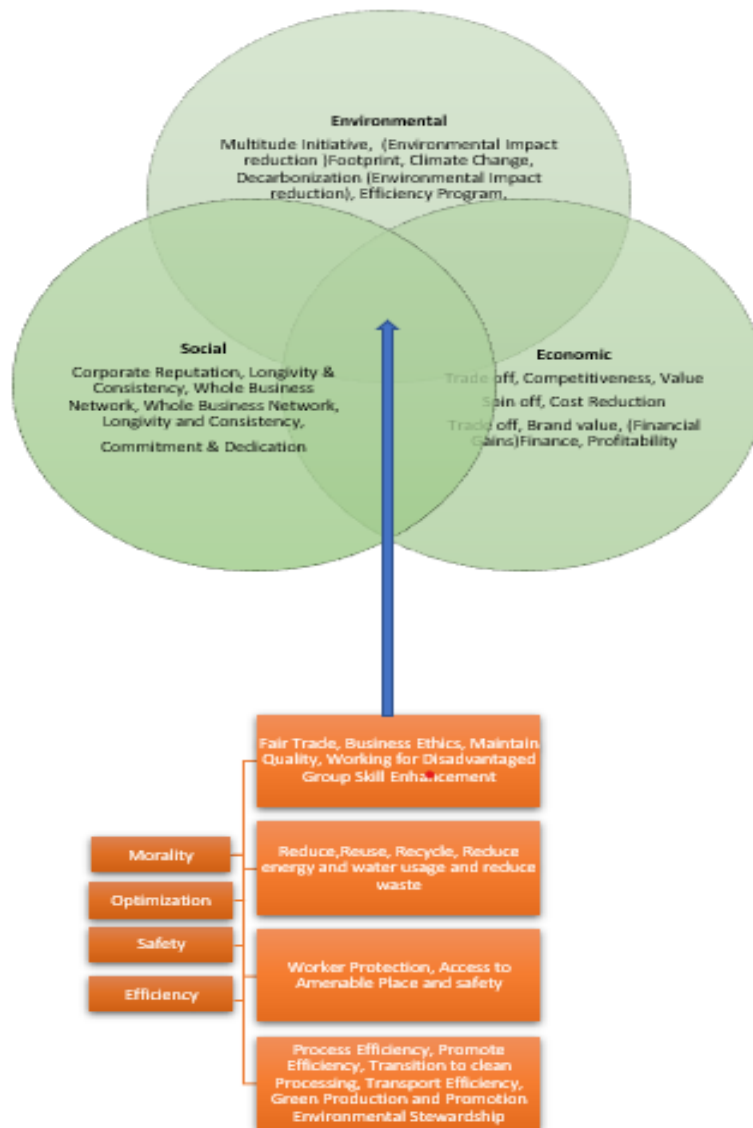 Environmental
Multitude Initiative, (Environmental Impact
reduction )Footprint, Climate Change,
Decarbonization (Environmental Impact
reduction), Efficiency Program,
Social
Corporate Reputation, Longivity &
Consistency, Whole Business
Network, Whole Business Network,
Longivity and Consistency,
Commitment & Dedication
Economic
Trade off, Competitiveness, Value
Spin off, Cost Reduction
Trade off, Brand value, (Financial
Gains)Finance, Profitability
Fair Trade, Business Ethics, Maintain
Quality, Working for Disadvantaged
Group Skill Enhancement
Morality
Reduce,Reuse, Recycle, Reduce
energy and water usage and reduce
waste
Optimization
Safety
Worker Protection, Access to
Amenable Place and safety
Efficiency
Process Efficiency, Promote
Efficiency, Transition to clean
Processing, Transport Efficiency,
Green Production and Promotion
Environmental Stewardship